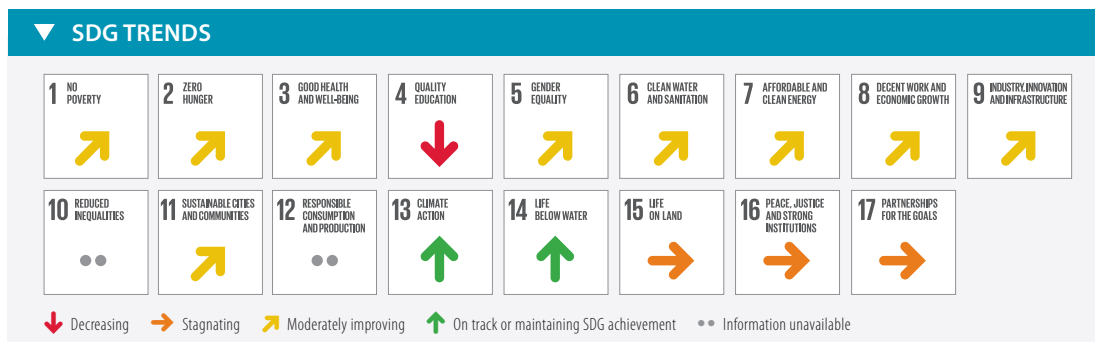 SDG TRENDS
1 NO POVERTY
2 ZERO HUNGER
3 GOOD HEALTH AND WELL-BEING
4 QUALITY EDUCATION
5 GENDER EQUALITY
6 CLEAN WATER AND SANITATION
7 AFFORDABLE AND CLEAN ENERGY
8 DECENT WORK AND ECONOMIC GROWTH
9 INDUSTRY, INNOVATION AND INFRASTRUCTURE
10 REDUCED INEQUALITIES
11 SUSTAINABLE CITIES AND COMMUNITIES
12 RESPONSIBLE CONSUMPTION AND PRODUCTION
13 CLIMATE ACTION
14 LIFE BELOW WATER
15 LIFE ON LAND
16 PEACE, JUSTICE AND STRONG INSTITUTIONS
17 PARTNERSHIPS FOR THE GOALS
Decreasing Stagnating Moderately improving On track or maintaining SDG achievement Information unavailable